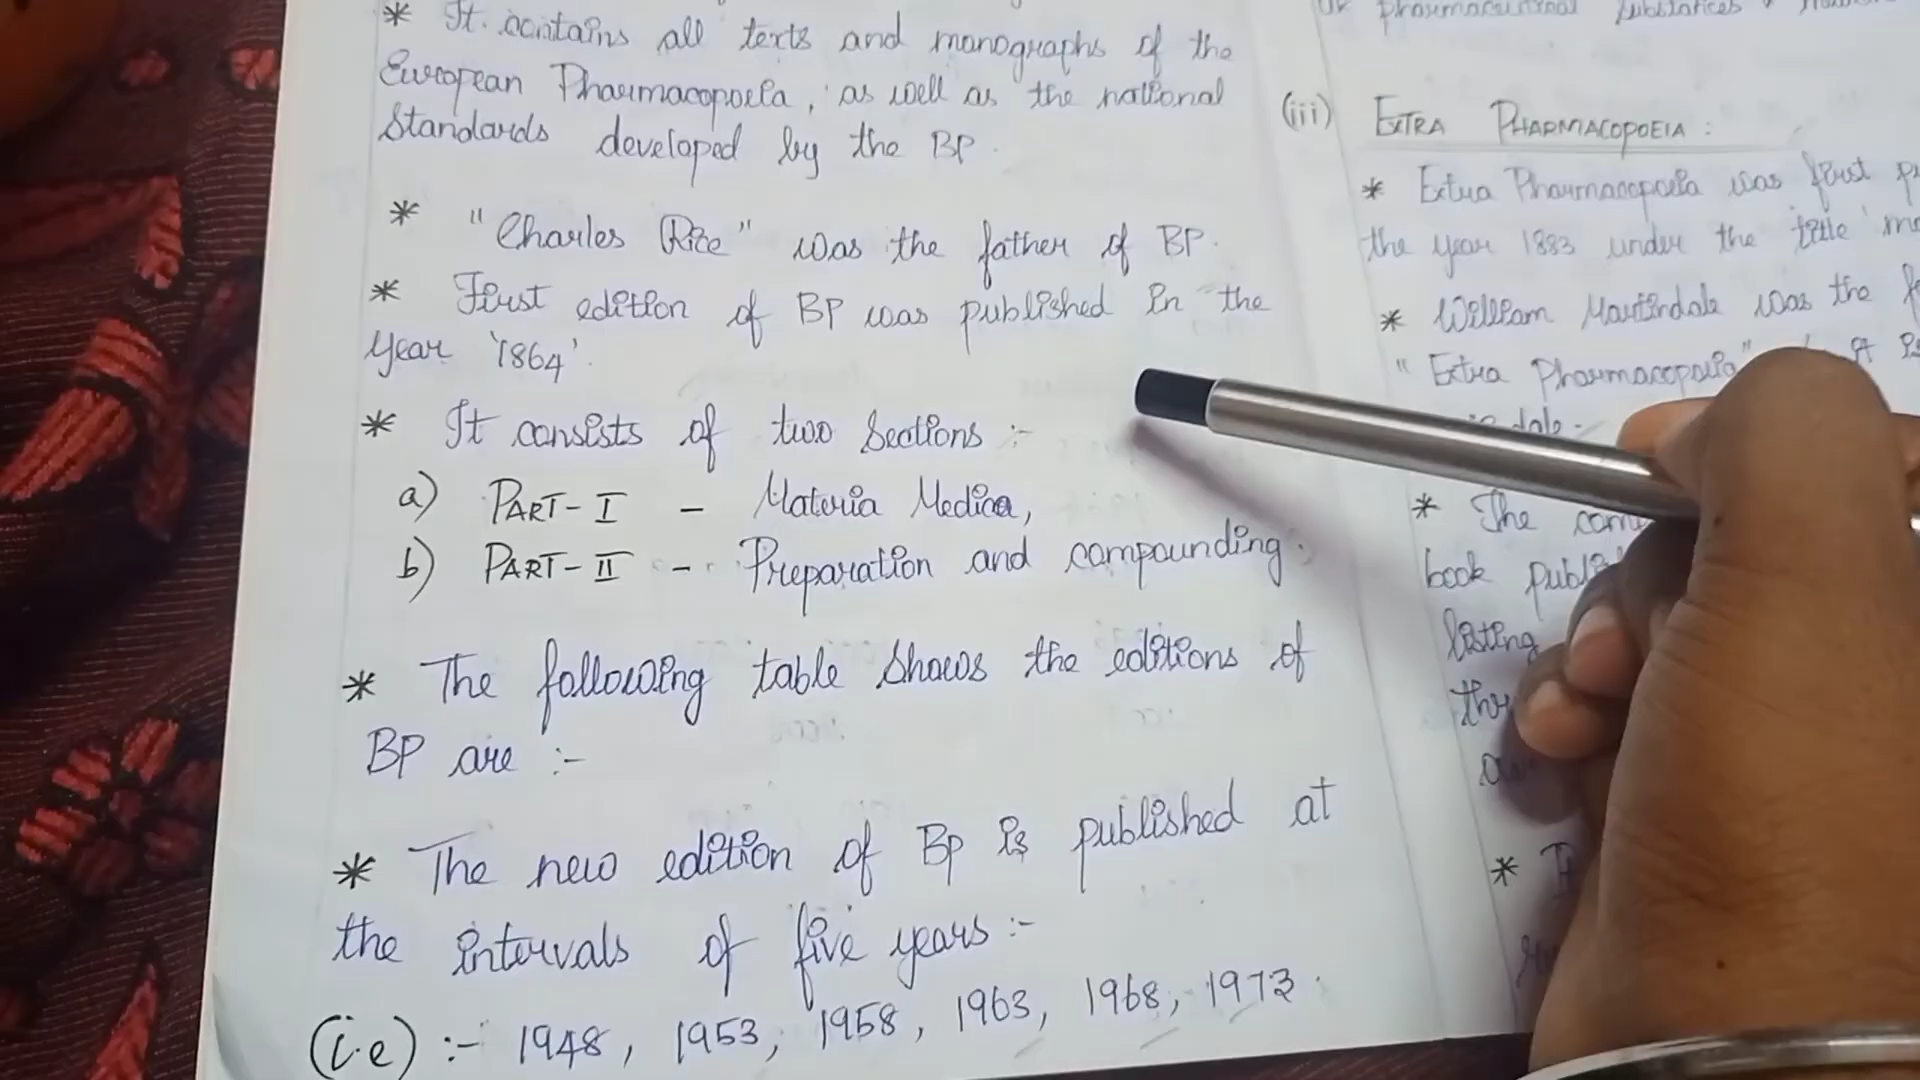 * It contains all texts and monographs of the
European Pharmacopoeia, as well as the national
Standards developed by the BP.
* "Charles Rice" was the father of BP.
* First edition of BP was published in the
year '1864'.
* It consists of two Sections :-
a) PART-I - Materia Medica,
b) PART-II - Preparation and compounding.
* The following table shows the editions of
BP are :-
* The new edition of BP is published at
the intervals of five years :-
(i.e) :- 1948, 1953, 1958, 1963, 1968, 1973.
Pharmaceutical Substances
(iii) EXTRA PHARMACOPOEIA :
* Extra Pharmacopoeia was first
the year 1883 under the title
* William Martindale was the
"Extra Pharmacopoeia"
* The
book
listing